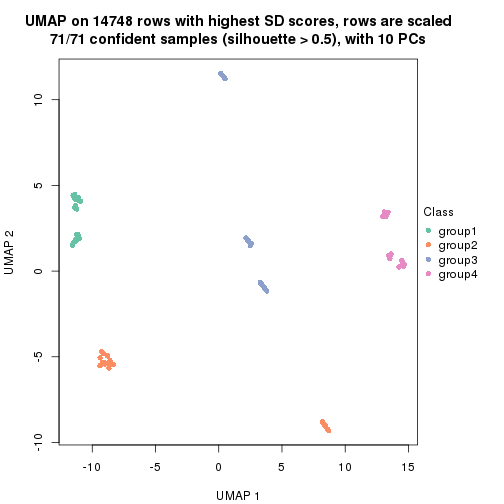 UMAP on 14748 rows with highest SD scores, rows are scaled
71/71 confident samples (silhouette > 0.5), with 10 PCs
10
5
0
-5
-10
UMAP 2
-10
-5
0
5
10
15
UMAP 1
Class
group1
group2
group3
group4